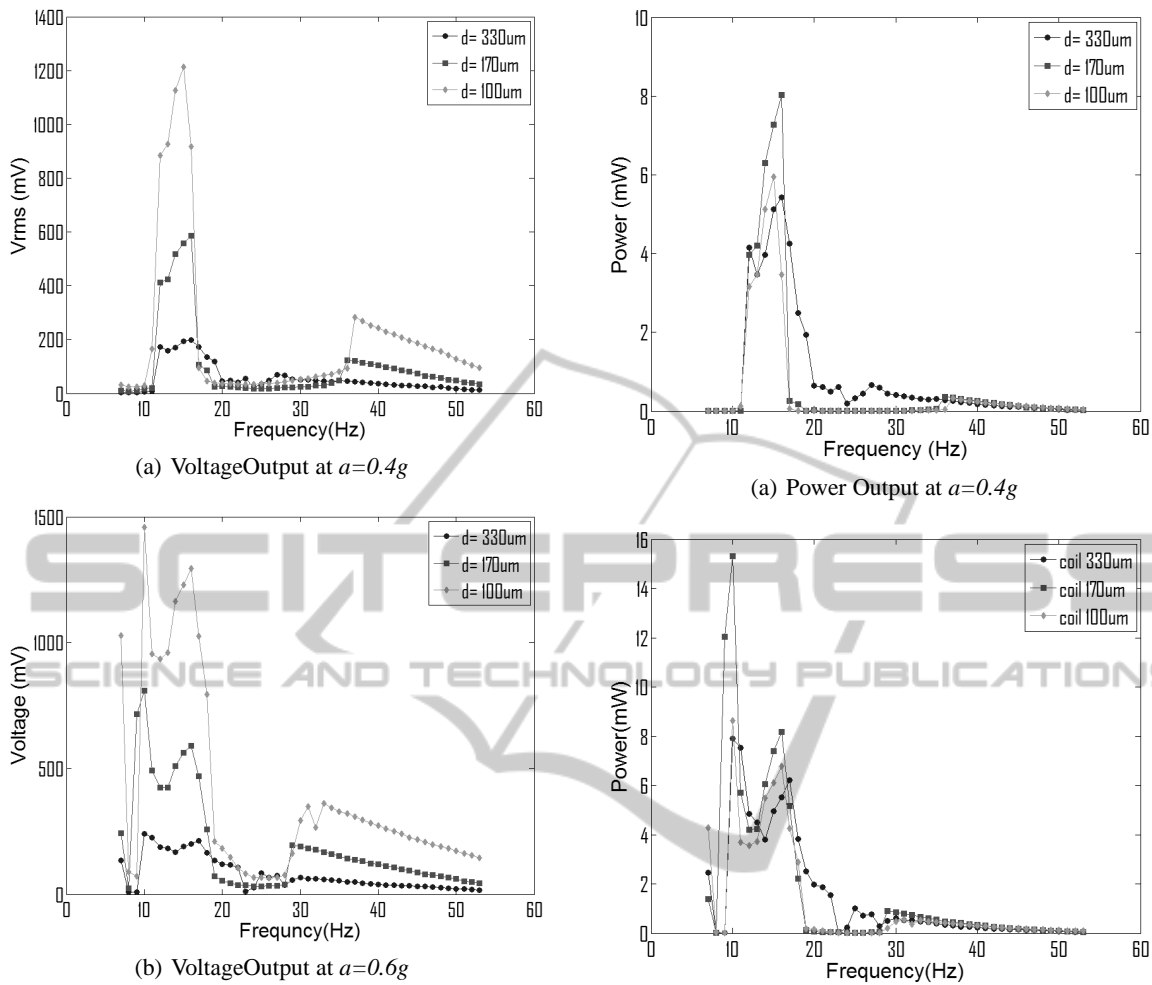 1400
1200
1000
800
600
400
200
0
Vrms (mV)
0 10 20 30 40 50 60
Frequency(Hz)
d= 330um
d= 170um
d= 100um
(a) VoltageOutput at a=0.4g
10
8
6
4
2
0
Power (mW)
0 10 20 30 40 50 60
Frequency (Hz)
d= 330um
d= 170um
d= 100um
(a) Power Output at a=0.4g
1500
1000
500
0
Voltage (mV)
0 10 20 30 40 50 60
Frquency(Hz)
d= 330um
d= 170um
d= 100um
(b) VoltageOutput at a=0.6g
16
14
12
10
8
6
4
2
0
Power(mW)
0 10 20 30 40 50 60
Frequency(Hz)
coil 330um
coil 170um
coil 100um
SCITEPRESS
SCIENCE AND TECHNOLOGY PUBLICATIONS